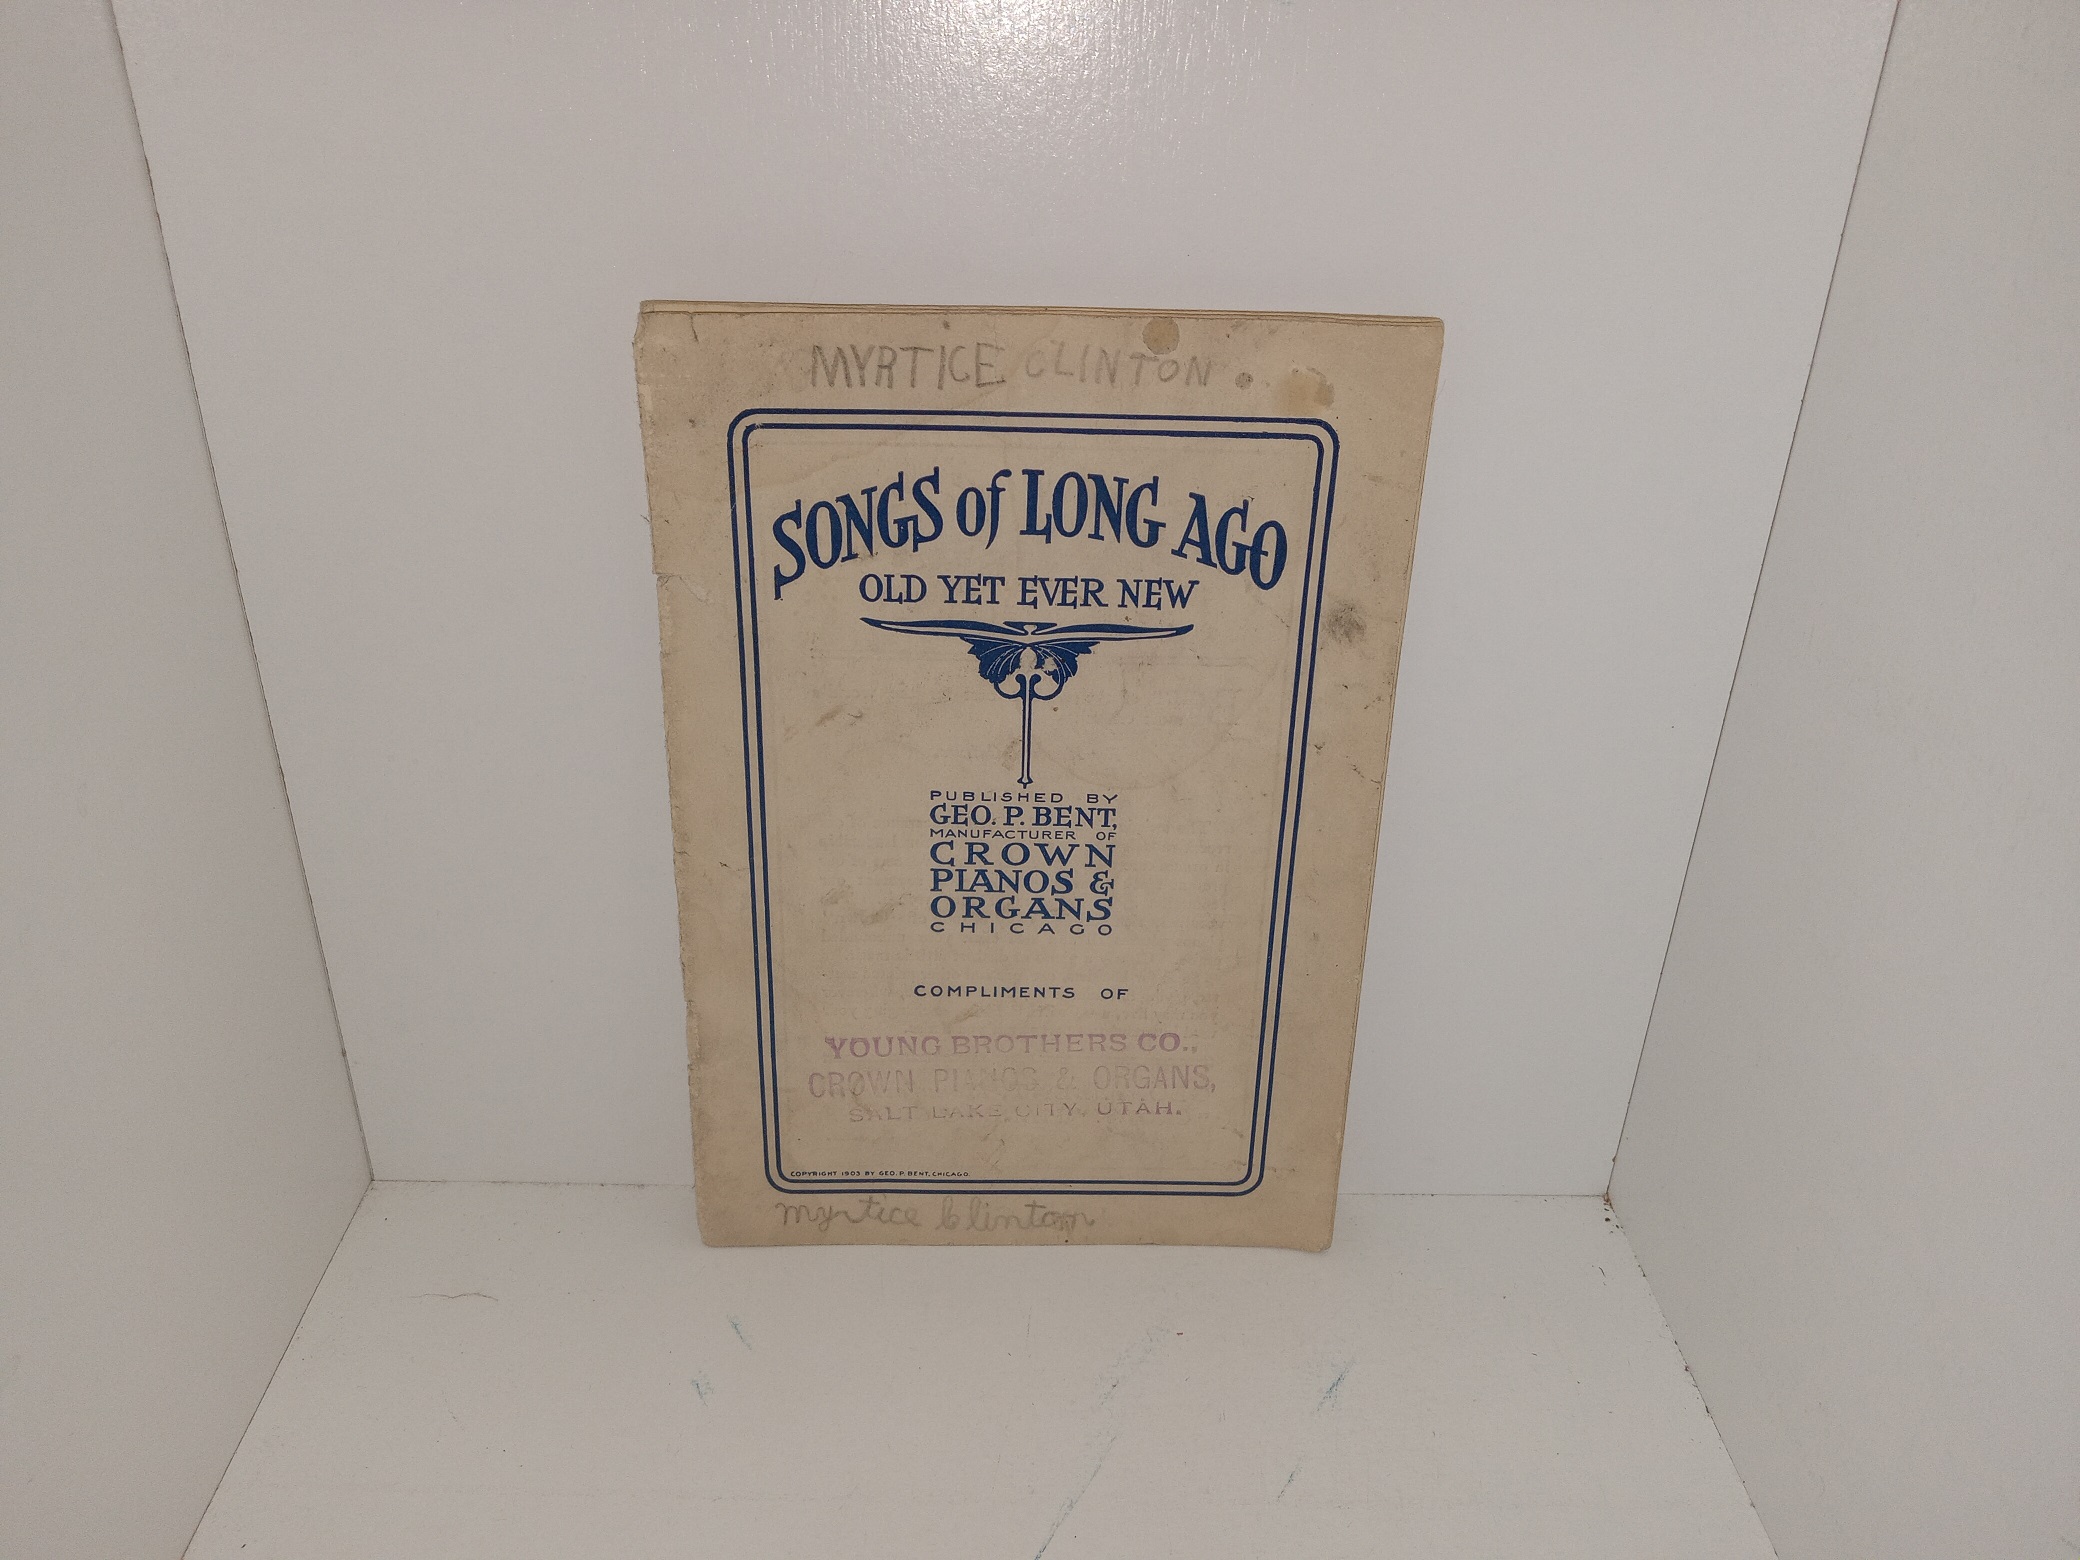 MYRTICE CLINTON.
SONGS of LONG AGO
OLD YET EVER NEW
PUBLISHED BY
GEO. P. BENT,
MANUFACTURER OF
CROWN
PIANOS &
ORGANS
CHICAGO
COMPLIMENTS OF
YOUNG BROTHERS CO.,
CROWN PIANOS & ORGANS,
SALT LAKE CITY, UTAH.
COPYRIGHT 1903 BY GEO. P. BENT, CHICAGO.
myrtice Clinton